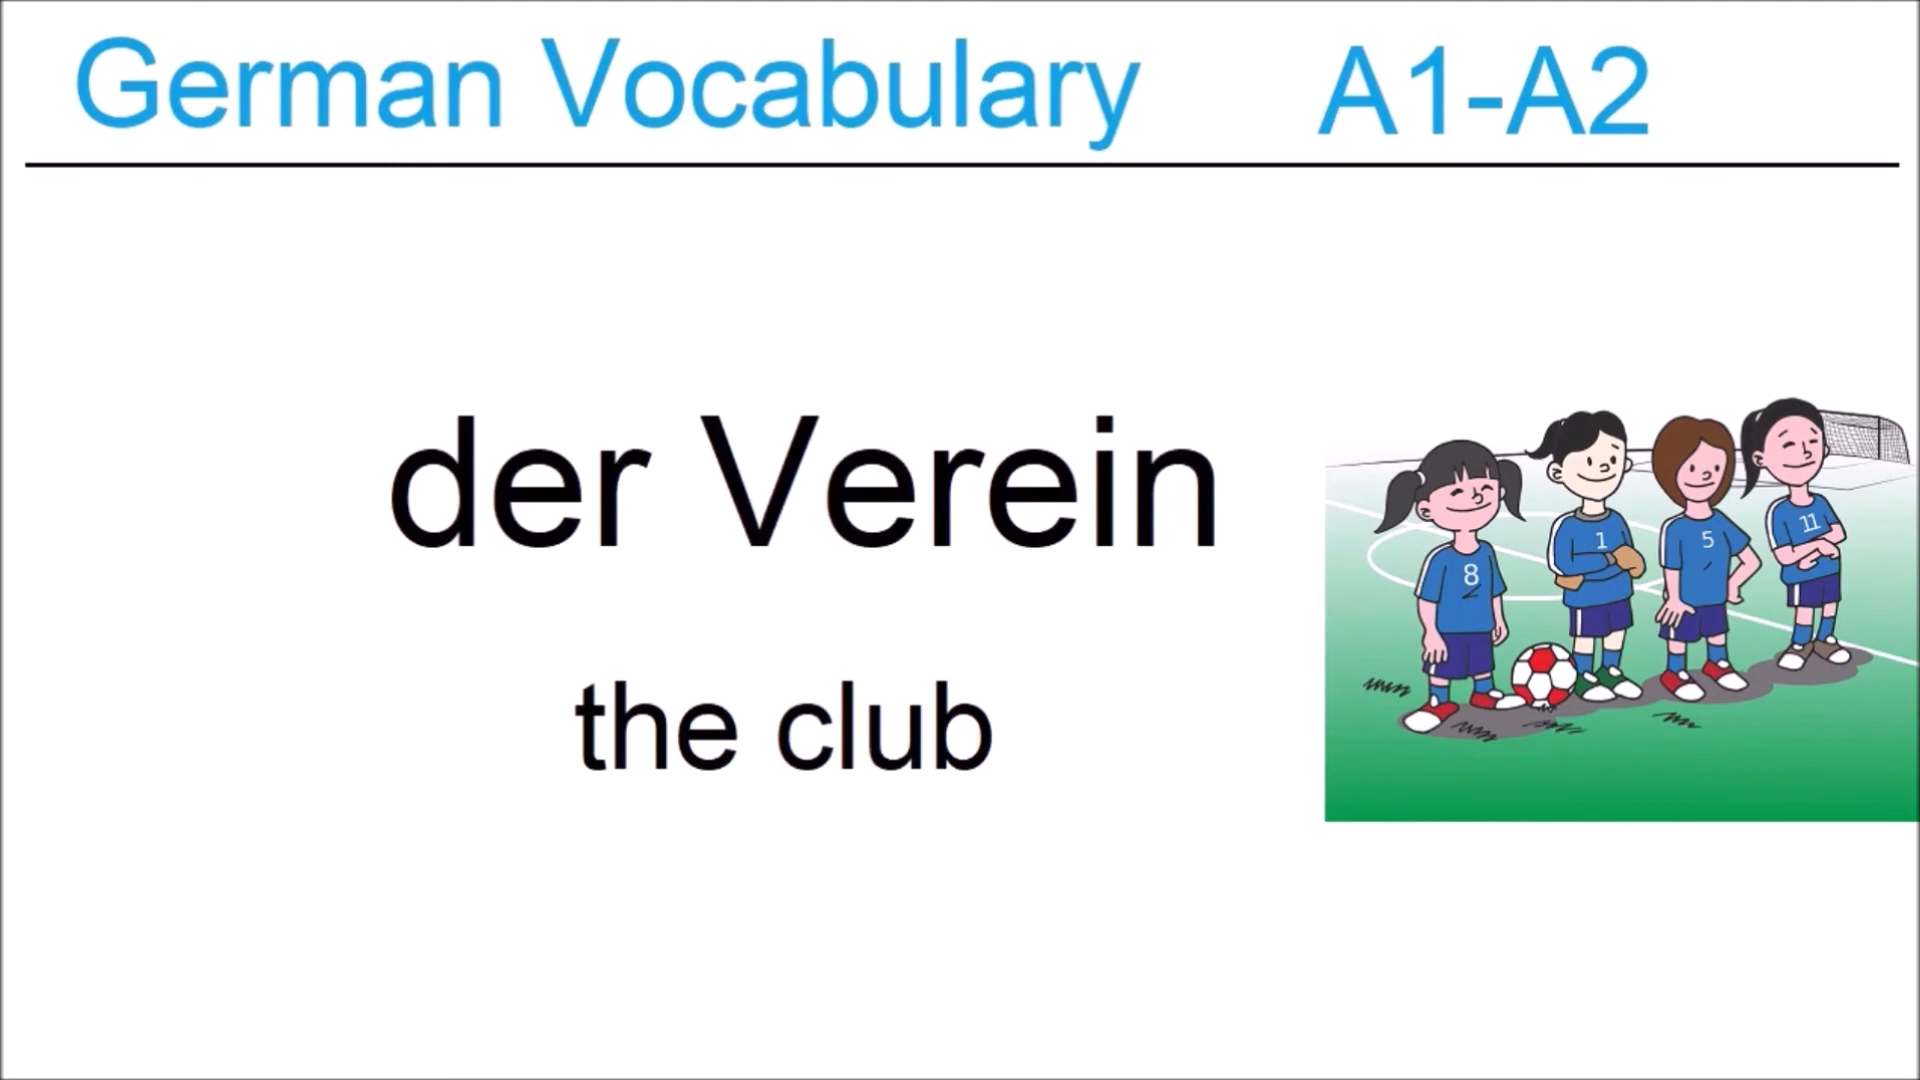 German Vocabulary A1-A2
der Verein
the club
8
1
5
11